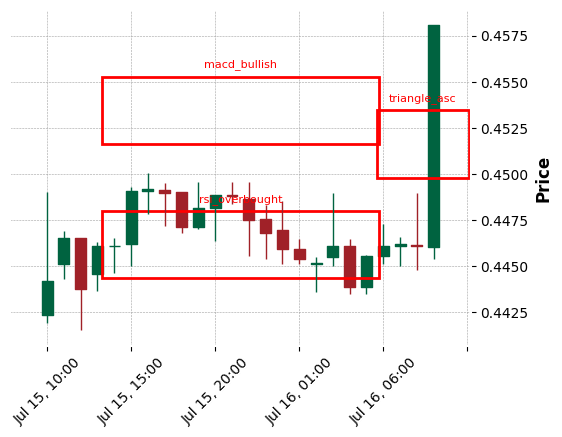 macd_bullish
triangle_asc
rsi_overbought
0.4575
0.4550
0.4525
0.4500
0.4475
0.4450
0.4425
Price
Jul 15, 10:00
Jul 15, 15:00
Jul 15, 20:00
Jul 16, 01:00
Jul 16, 06:00